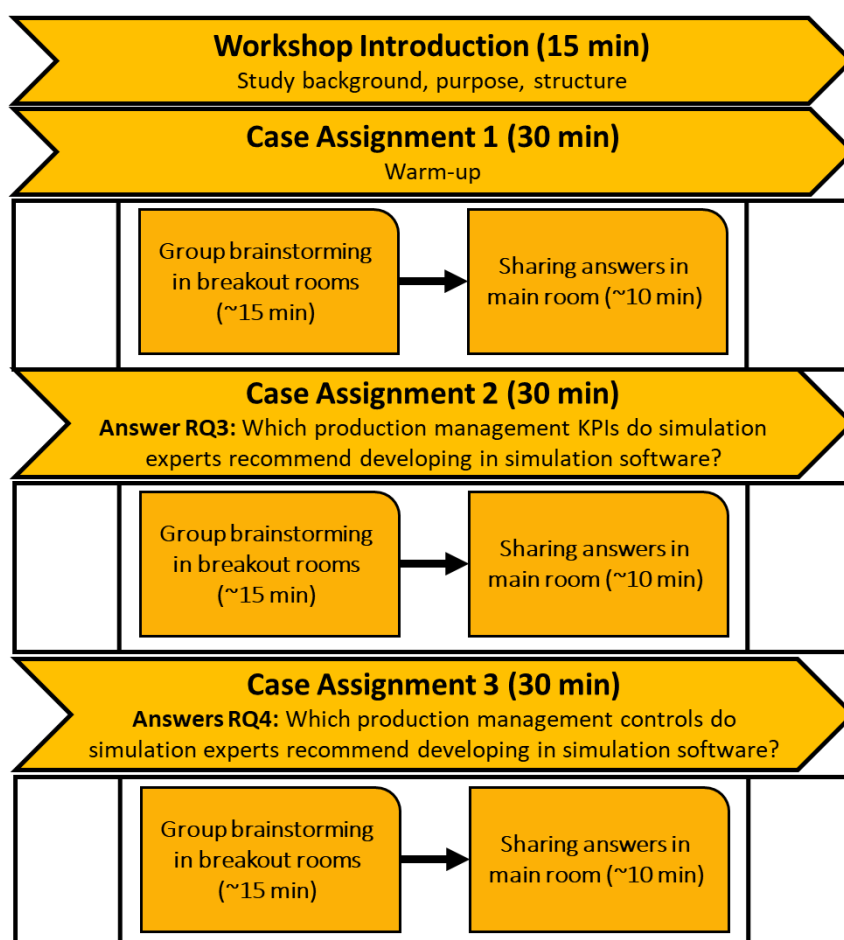 Workshop Introduction (15 min)
Study background, purpose, structure
Case Assignment 1 (30 min)
Warm-up
Group brainstorming
in breakout rooms
(~15 min)
Sharing answers in
main room (~10 min)
Case Assignment 2 (30 min)
Answer RQ3: Which production management KPIs do simulation
experts recommend developing in simulation software?
Group brainstorming
in breakout rooms
(~15 min)
Sharing answers in
main room (~10 min)
Case Assignment 3 (30 min)
Answers RQ4: Which production management controls do
simulation experts recommend developing in simulation software?
Group brainstorming
in breakout rooms
(~15 min)
Sharing answers in
main room (~10 min)